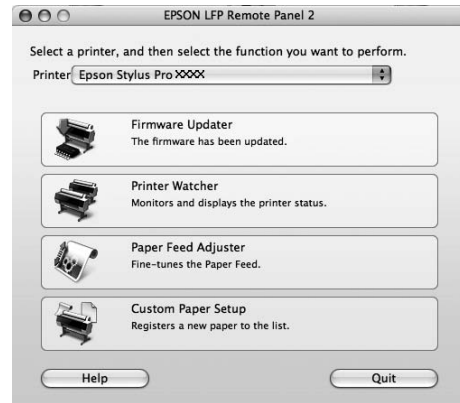 EPSON LFP Remote Panel 2
Select a printer, and then select the function you want to perform.
Printer Epson Stylus Pro XXXX
Firmware Updater
The firmware has been updated.
Printer Watcher
Monitors and displays the printer status.
Paper Feed Adjuster
Fine-tunes the Paper Feed.
Custom Paper Setup
Registers a new paper to the list.
Help Quit